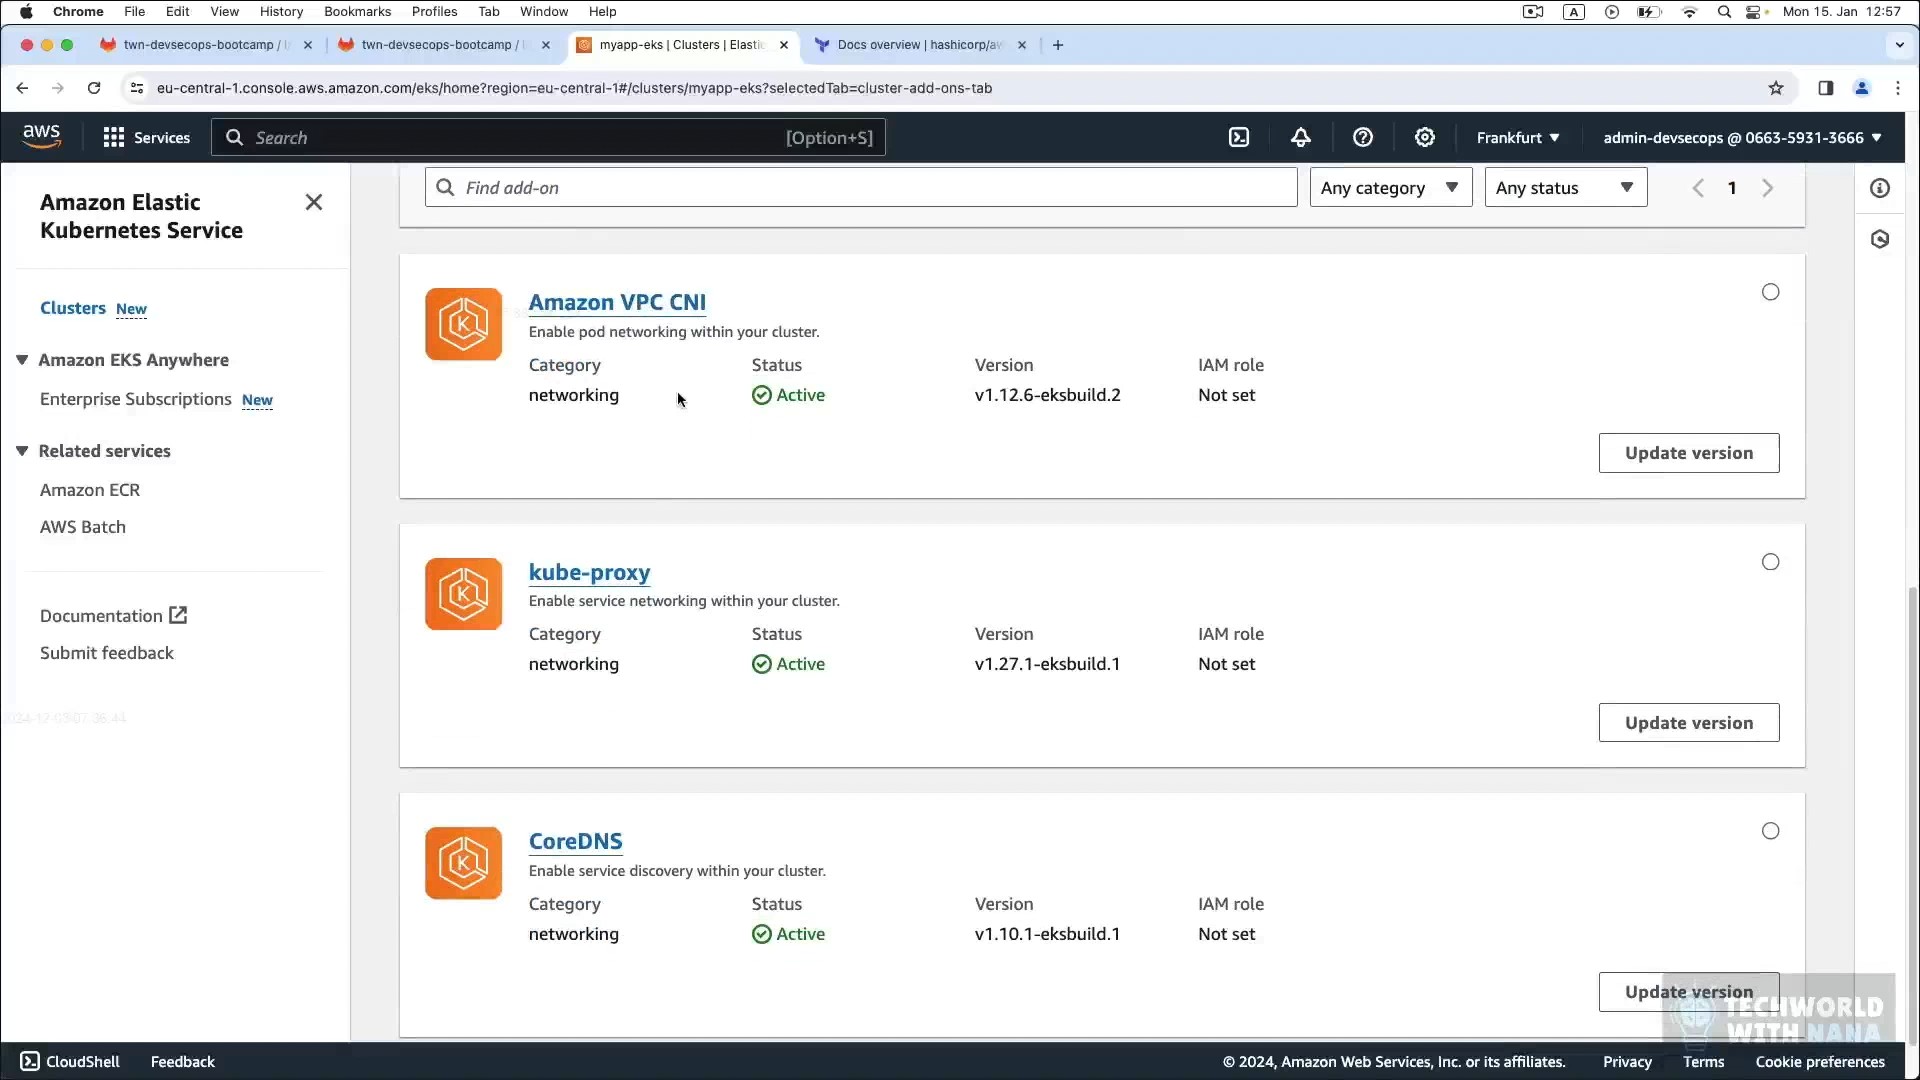 Chrome File Edit View History Bookmarks Profiles Tab Window Help A Mon 15. Jan 12:57
twn-devsecops-bootcamp / twn-devsecops-bootcamp / myapp-eks | Clusters | Elastic Docs overview | hashicorp/aw
eu-central-1.console.aws.amazon.com/eks/home?region=eu-central-1#/clusters/myapp-eks?selectedTab=cluster-add-ons-tab
aws Services Search [Option+S] Frankfurt admin-devsecops @ 0663-5931-3666
Amazon Elastic
Kubernetes Service
Clusters New
Amazon EKS Anywhere
Enterprise Subscriptions New
Related services
Amazon ECR
AWS Batch
Documentation
Submit feedback
2024-12-03 07:36:44
Find add-on Any category Any status 1
Amazon VPC CNI
Enable pod networking within your cluster.
Category Status Version IAM role
networking Active v1.12.6-eksbuild.2 Not set
Update version
kube-proxy
Enable service networking within your cluster.
Category Status Version IAM role
networking Active v1.27.1-eksbuild.1 Not set
Update version
CoreDNS
Enable service discovery within your cluster.
Category Status Version IAM role
networking Active v1.10.1-eksbuild.1 Not set
Update version
TECHWORLD
WITH NANA
CloudShell Feedback © 2024, Amazon Web Services, Inc. or its affiliates. Privacy Terms Cookie preferences